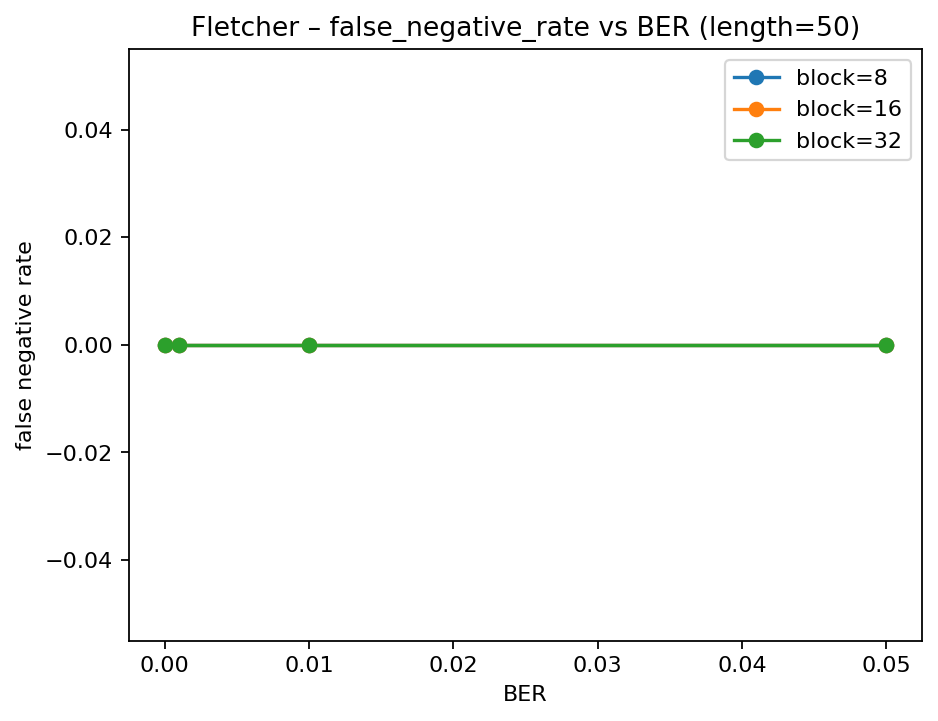 Fletcher – false_negative_rate vs BER (length=50)
block=8
block=16
block=32
0.04
0.02
0.00
−0.02
−0.04
false negative rate
0.00 0.01 0.02 0.03 0.04 0.05
BER